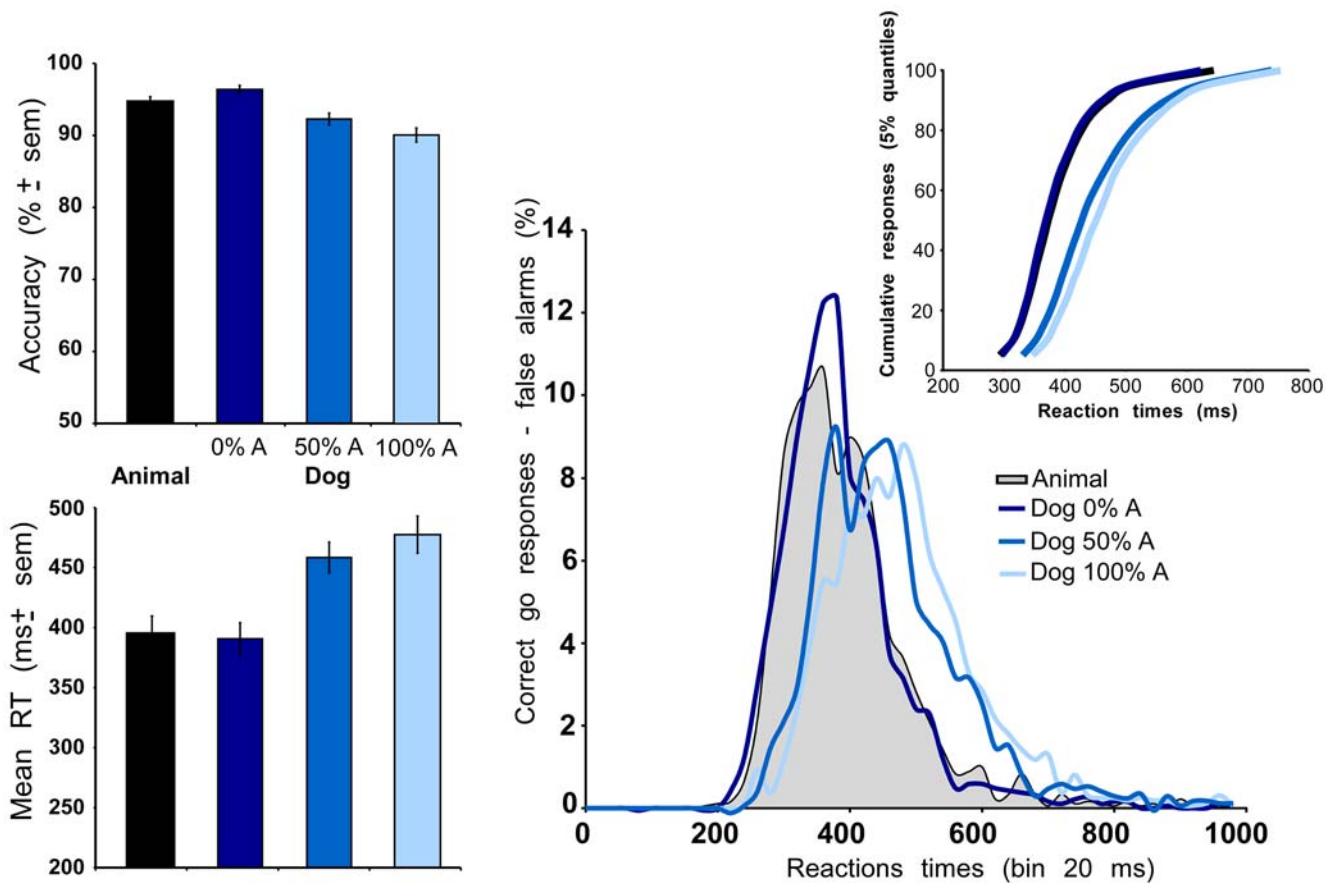 Accuracy (% ± sem)
100
90
80
70
60
50
0% A 50% A 100% A
Animal Dog
Mean RT (ms± sem)
500
450
400
350
300
250
200
Correct go responses - false alarms (%)
14
12
10
8
6
4
2
0
0 200 400 600 800 1000
Reactions times (bin 20 ms)
Cumulative responses (5% quantiles)
100
80
60
40
20
0
200 300 400 500 600 700 800
Reaction times (ms)
Animal
Dog 0% A
Dog 50% A
Dog 100% A